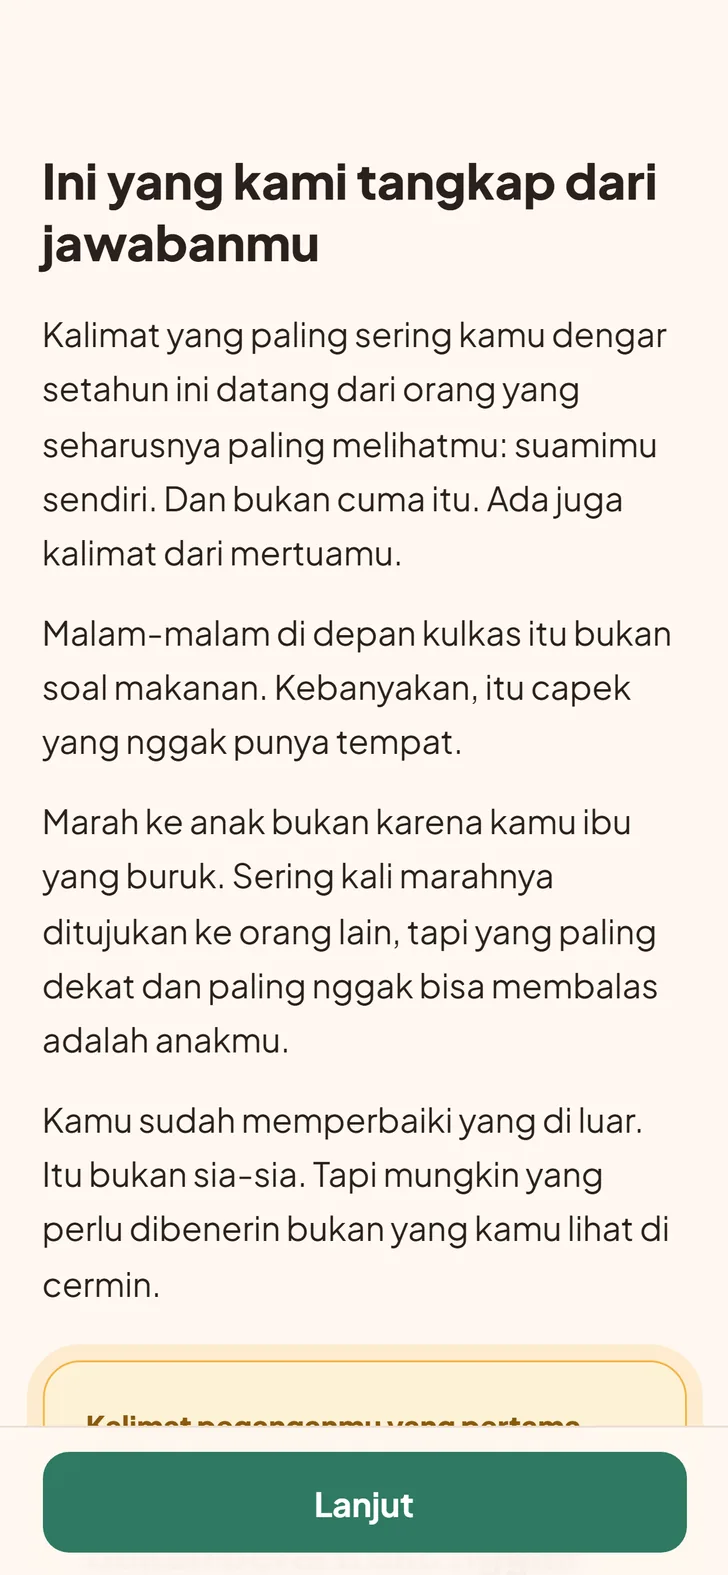 Ini yang kami tangkap dari
jawabanmu
Kalimat yang paling sering kamu dengar
setahun ini datang dari orang yang
seharusnya paling melihatmu: suamimu
sendiri. Dan bukan cuma itu. Ada juga
kalimat dari mertuamu.
Malam-malam di depan kulkas itu bukan
soal makanan. Kebanyakan, itu capek
yang nggak punya tempat.
Marah ke anak bukan karena kamu ibu
yang buruk. Sering kali marahnya
ditujukan ke orang lain, tapi yang paling
dekat dan paling nggak bisa membalas
adalah anakmu.
Kamu sudah memperbaiki yang di luar.
Itu bukan sia-sia. Tapi mungkin yang
perlu dibenerin bukan yang kamu lihat di
cermin.
Kalimat peganganmu yang pertama
Lanjut